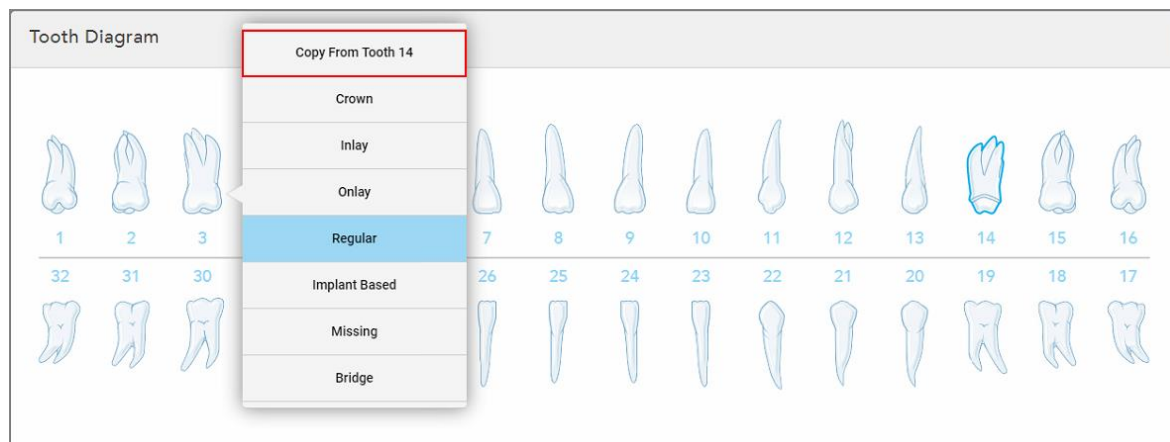 Tooth Diagram
Copy From Tooth 14
Crown
Inlay
Onlay
Regular
Implant Based
Missing
Bridge
1 2 3 7 8 9 10 11 12 13 14 15 16
32 31 30 26 25 24 23 22 21 20 19 18 17